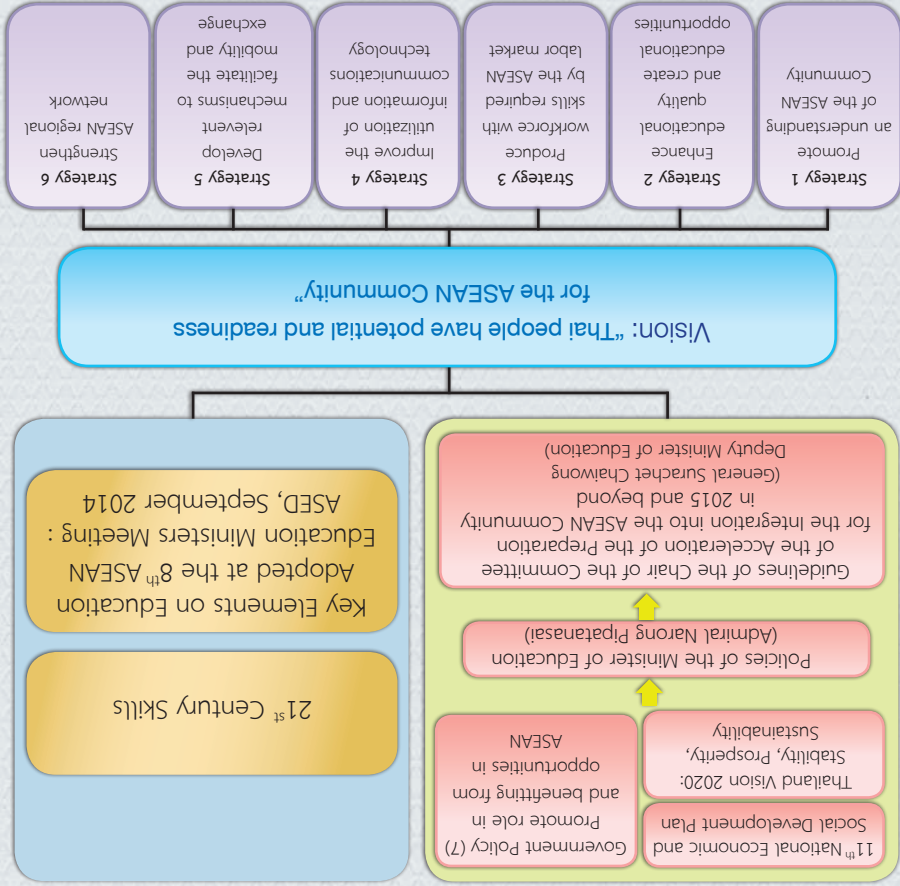 11th National Economic and
Social Development Plan
Thailand Vision 2020:
Stability, Prosperity,
Sustainability
Government Policy (7)
Promote role in
and benefitting from
opportunities in
ASEAN
Policies of the Minister of Education
(Admiral Narong Pipatanasai)
Guidelines of the Chair of the Committee
of the Acceleration of the Preparation
for the Integration into the ASEAN Community
in 2015 and beyond
(General Surachet Chaiwong
Deputy Minister of Education)
21st Century Skills
Key Elements on Education
Adopted at the 8th ASEAN
Education Ministers Meeting :
ASED, September 2014
Vision: “Thai people have potential and readiness
for the ASEAN Community”
Strategy 1
Promote
an understanding
of the ASEAN
Community
Strategy 2
Enhance
educational
quality
and create
educational
opportunities
Strategy 3
Produce
workforce with
skills required
by the ASEAN
labor market
Strategy 4
Improve the
utilization of
information and
communications
technology
Strategy 5
Develop
relevent
mechanisms to
facilitate the
mobility and
exchange
Strategy 6
Strengthen
ASEAN regional
network